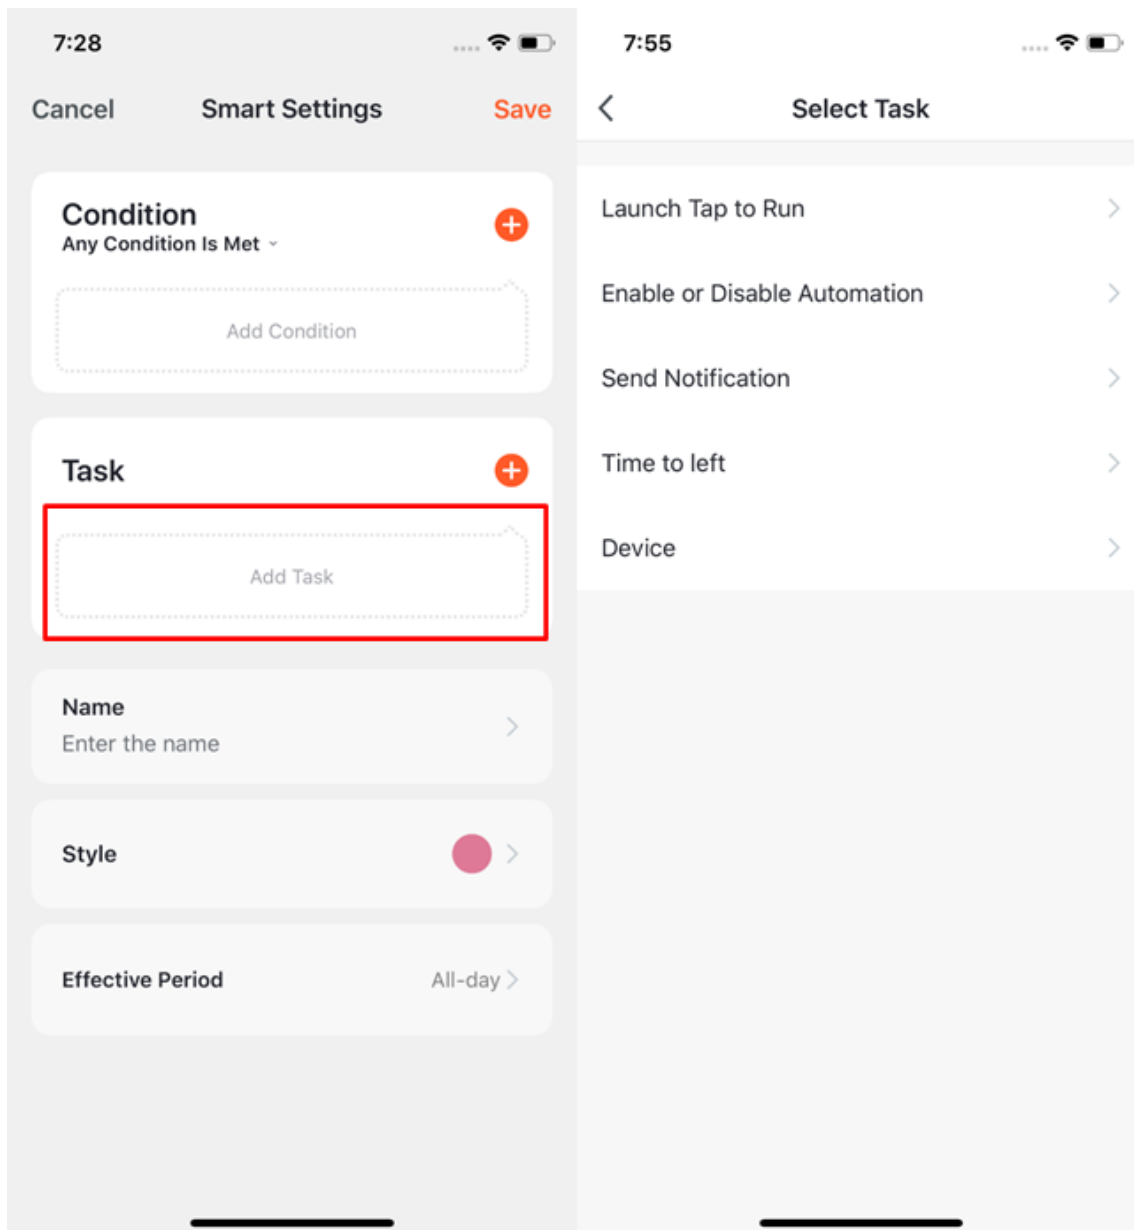 7:28
Cancel
Smart Settings
Save
Condition
Any Condition Is Met
Add Condition
Task
Add Task
Name
Enter the name
Style
Effective Period
All-day
7:55
Select Task
Launch Tap to Run
Enable or Disable Automation
Send Notification
Time to left
Device